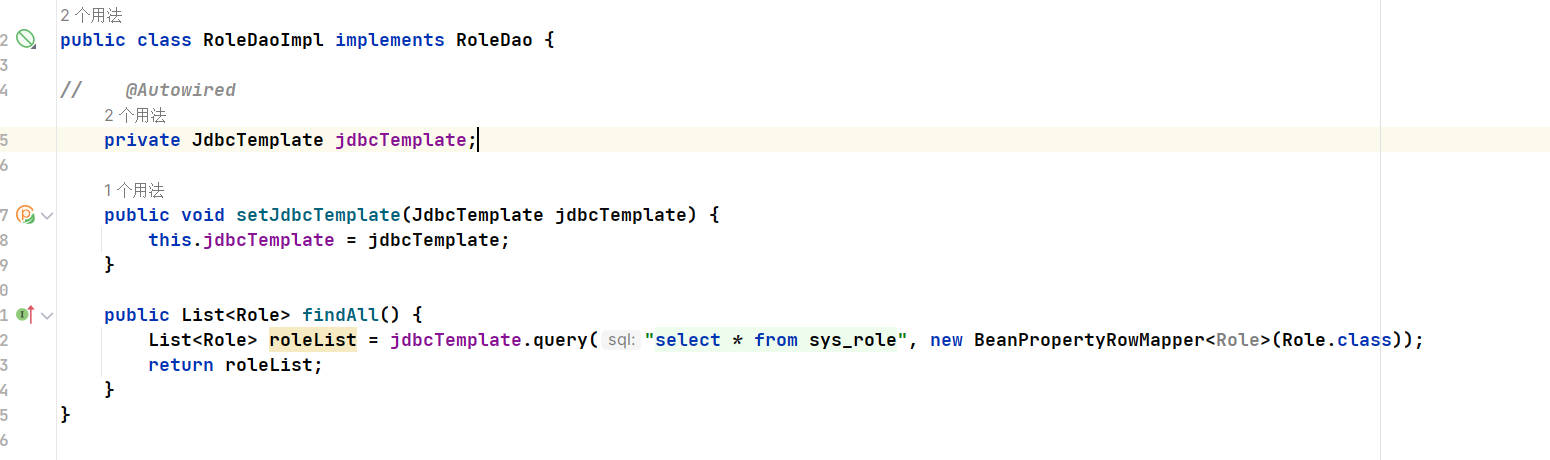 2 个用法
2 public class RoleDaoImpl implements RoleDao {
3
4 //    @Autowired
2 个用法
5     private JdbcTemplate jdbcTemplate;
6
1 个用法
7     public void setJdbcTemplate(JdbcTemplate jdbcTemplate) {
8         this.jdbcTemplate = jdbcTemplate;
9     }
0
1     public List<Role> findAll() {
2         List<Role> roleList = jdbcTemplate.query( sql: "select * from sys_role", new BeanPropertyRowMapper<Role>(Role.class));
3         return roleList;
4     }
5 }
6